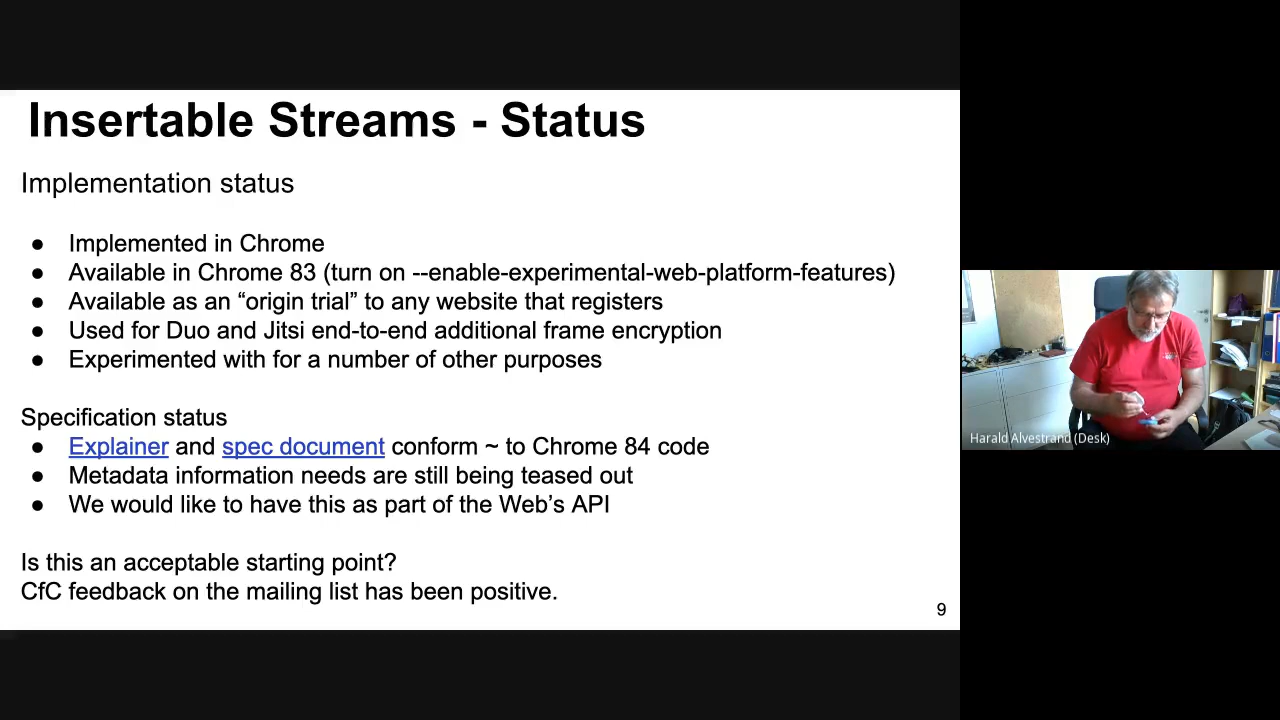 Insertable Streams - Status
Implementation status
● Implemented in Chrome
● Available in Chrome 83 (turn on --enable-experimental-web-platform-features)
● Available as an “origin trial” to any website that registers
● Used for Duo and Jitsi end-to-end additional frame encryption
● Experimented with for a number of other purposes
Specification status
● Explainer and spec document conform ~ to Chrome 84 code
● Metadata information needs are still being teased out
● We would like to have this as part of the Web’s API
Is this an acceptable starting point?
CfC feedback on the mailing list has been positive.
9
Harald Alvestrand (Desk)